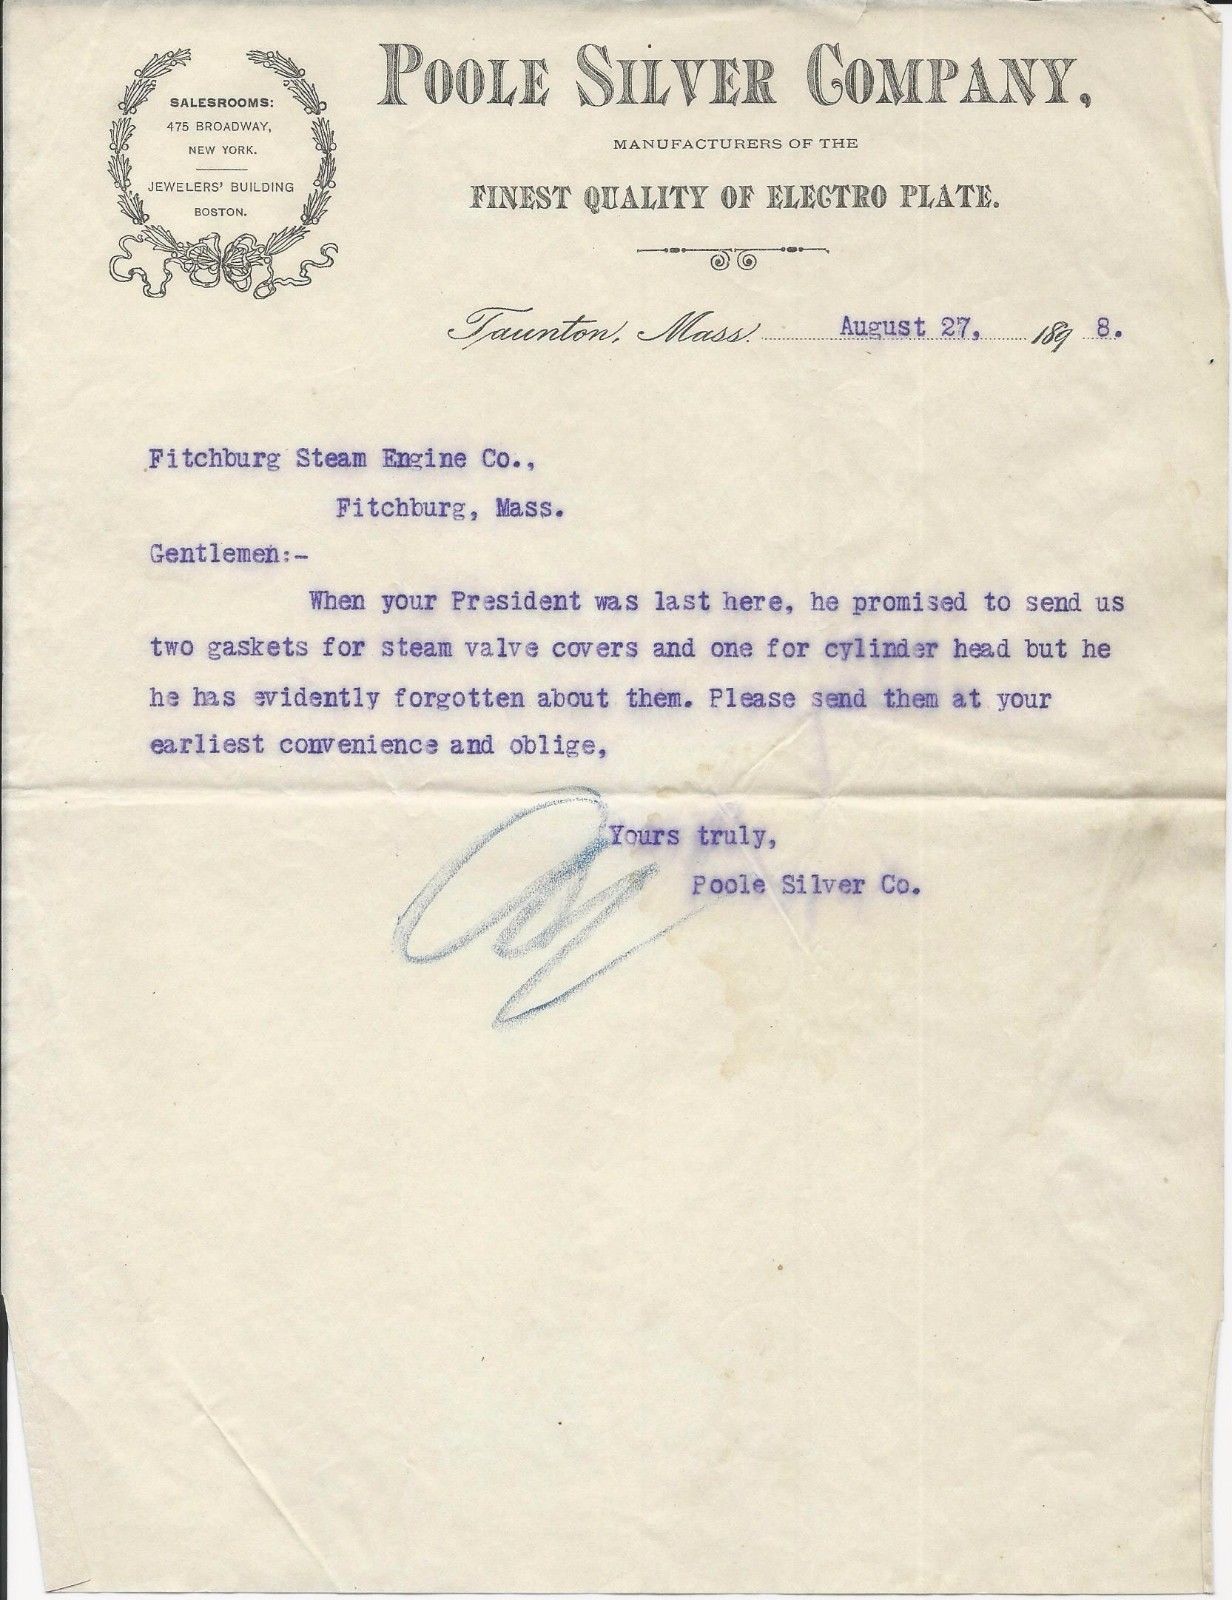 SALESROOMS:
475 BROADWAY,
NEW YORK.
JEWELERS' BUILDING
BOSTON.
POOLE SILVER COMPANY,
MANUFACTURERS OF THE
FINEST QUALITY OF ELECTRO PLATE.
Taunton, Mass. August 27, 1898.
Fitchburg Steam Engine Co.,
Fitchburg, Mass.
Gentlemen:-
When your President was last here, he promised to send us
two gaskets for steam valve covers and one for cylinder head but he
he has evidently forgotten about them. Please send them at your
earliest convenience and oblige,
Yours truly,
Poole Silver Co.